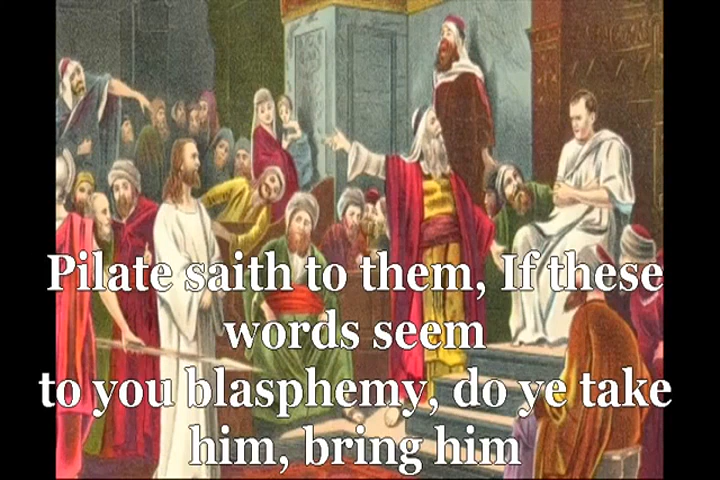 Pilate saith to them, If these
words seem
to you blasphemy, do ye take
him, bring him